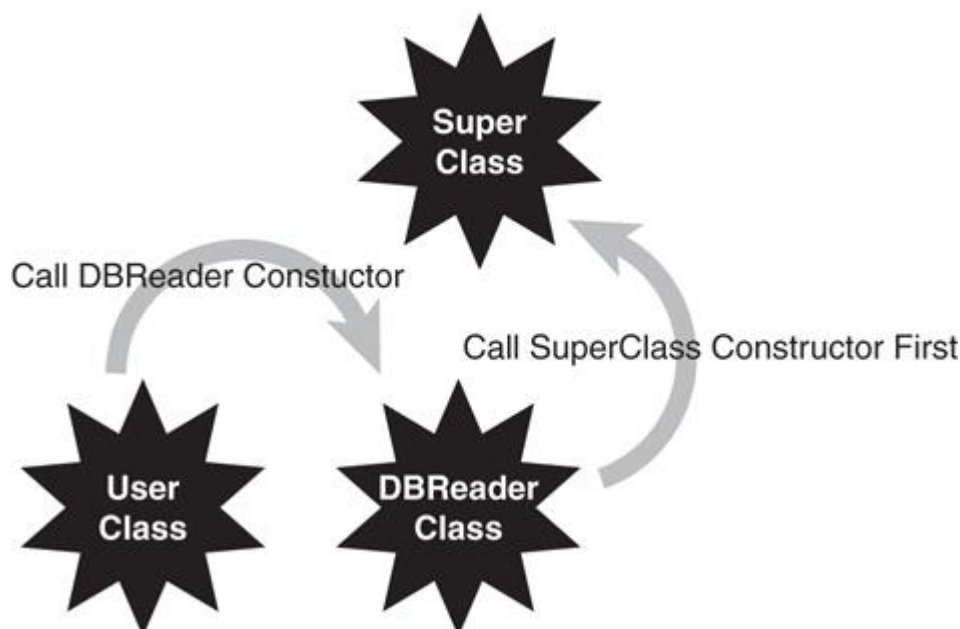 Super
Class
Call DBReader Constuctor
Call SuperClass Constructor First
User
Class
DBReader
Class